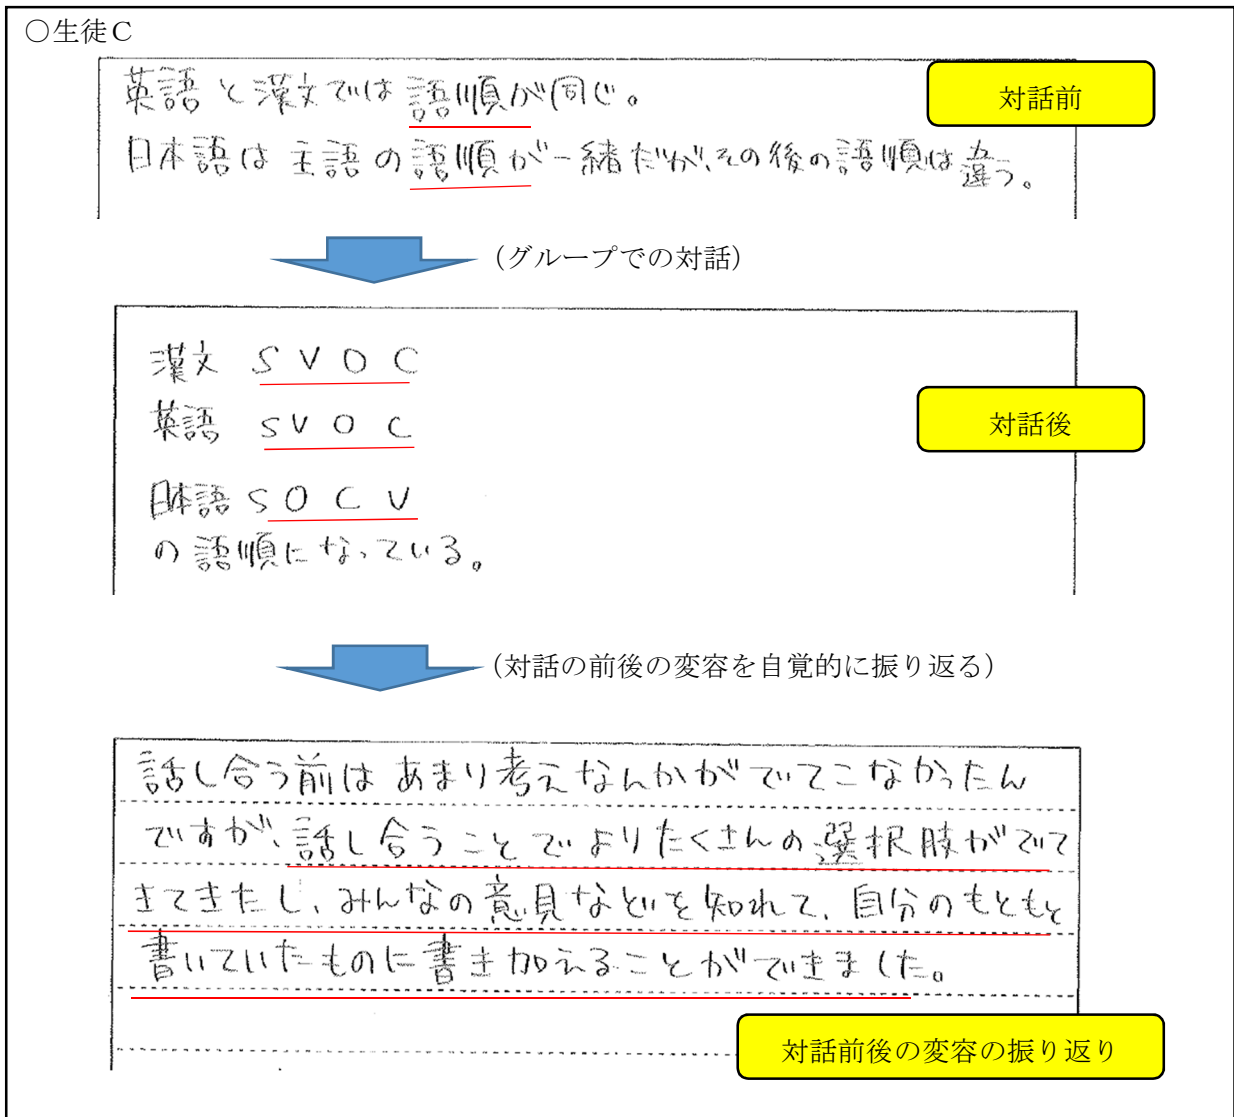 〇生徒C
対話前
英語と漢文では語順が同じ。
日本語は主語の語順が一緒だが、その後の語順は違う。
(グループでの対話)
対話後
漢文 S V O C
英語 S V O C
日本語 S O C V
の語順になっている。
(対話の前後の変容を自覚的に振り返る)
話し合う前はあまり考えなんかがでてこなかったん
ですが、話し合うことでよりたくさんの選択肢がでて
きてきたし、みんなの意見などを知れて、自分のもともと
書いていたものに書き加えることができました。
対話前後の変容の振り返り